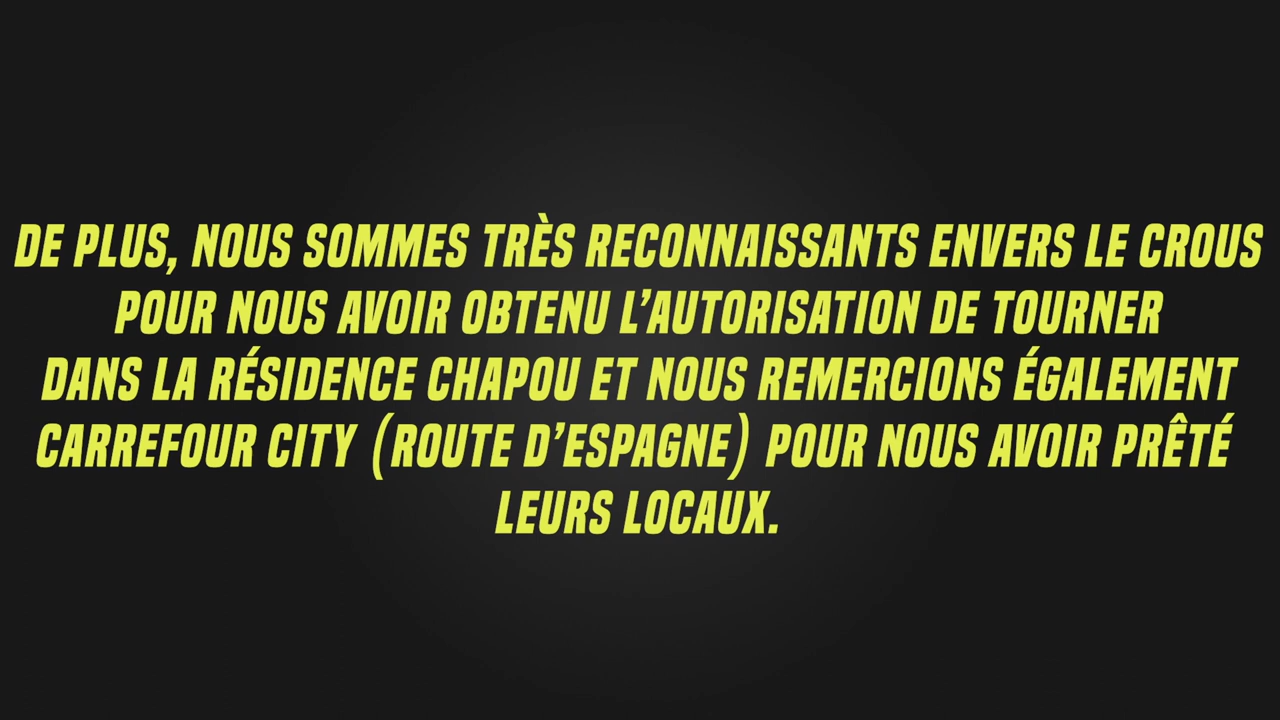 DE PLUS, NOUS SOMMES TRÈS RECONNAISSANTS ENVERS LE CROUS
POUR NOUS AVOIR OBTENU L'AUTORISATION DE TOURNER
DANS LA RÉSIDENCE CHAPOU ET NOUS REMERCIONS ÉGALEMENT
CARREFOUR CITY (ROUTE D'ESPAGNE) POUR NOUS AVOIR PRÊTÉ
LEURS LOCAUX.